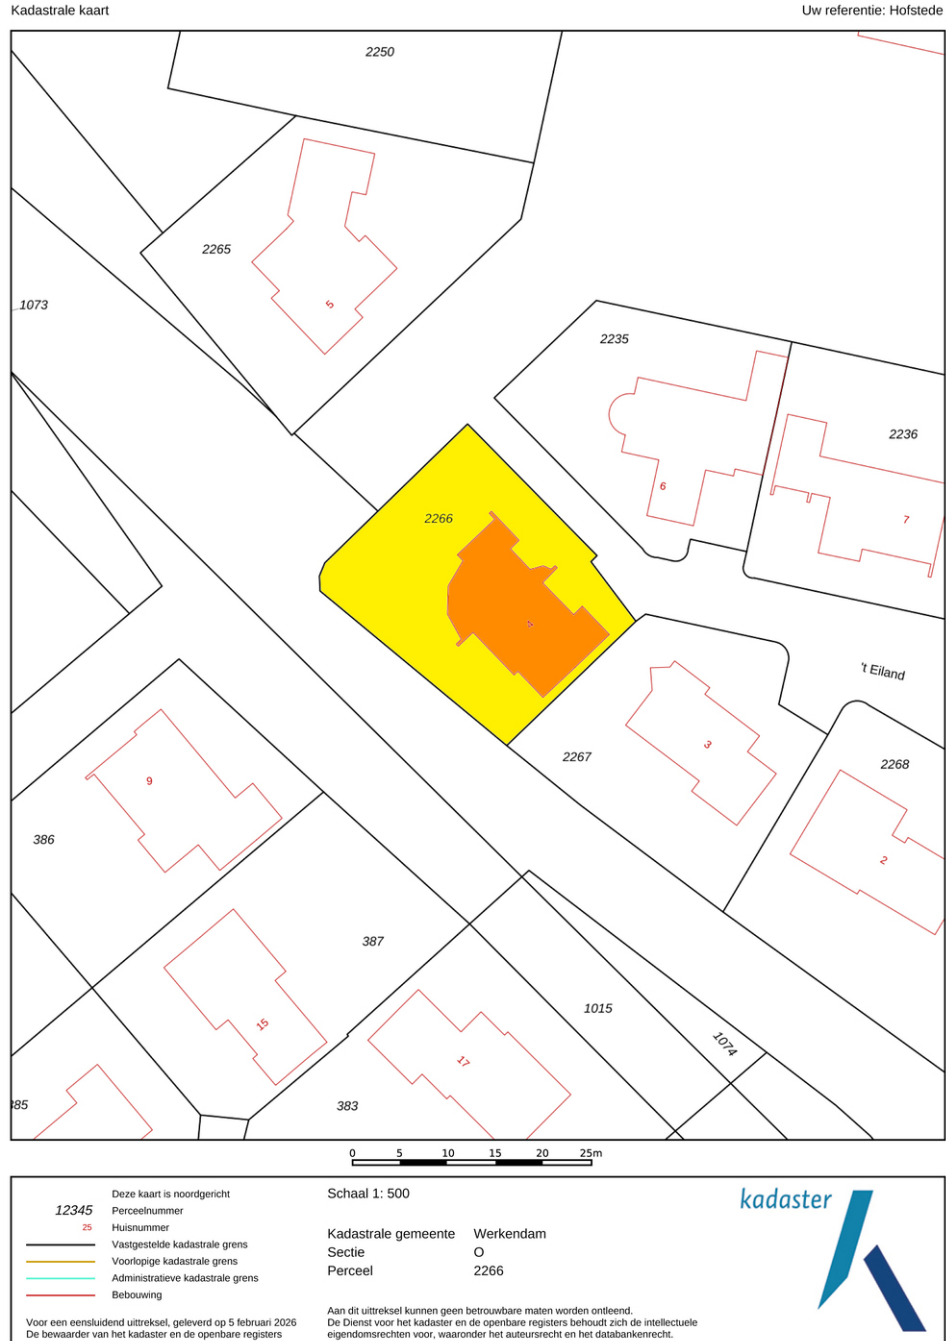 Kadastrale kaart
Uw referentie: Hofstede
2250
2265
5
1073
2235
2236
6
7
2266
't Eiland
2267
3
2268
2
9
386
387
15
17
1015
1074
385
383
0 5 10 15 20 25m
Deze kaart is noordgericht
12345 Perceelnummer
25 Huisnummer
Vastgestelde kadastrale grens
Voorlopige kadastrale grens
Administratieve kadastrale grens
Bebouwing
Voor een eensluidend uittreksel, geleverd op 5 februari 2026
De bewaarder van het kadaster en de openbare registers
Schaal 1: 500
Kadastrale gemeente Werkendam
Sectie O
Perceel 2266
Aan dit uittreksel kunnen geen betrouwbare maten worden ontleend.
De Dienst voor het kadaster en de openbare registers behoudt zich de intellectuele
eigendomsrechten voor, waaronder het auteursrecht en het databankenrecht.
kadaster